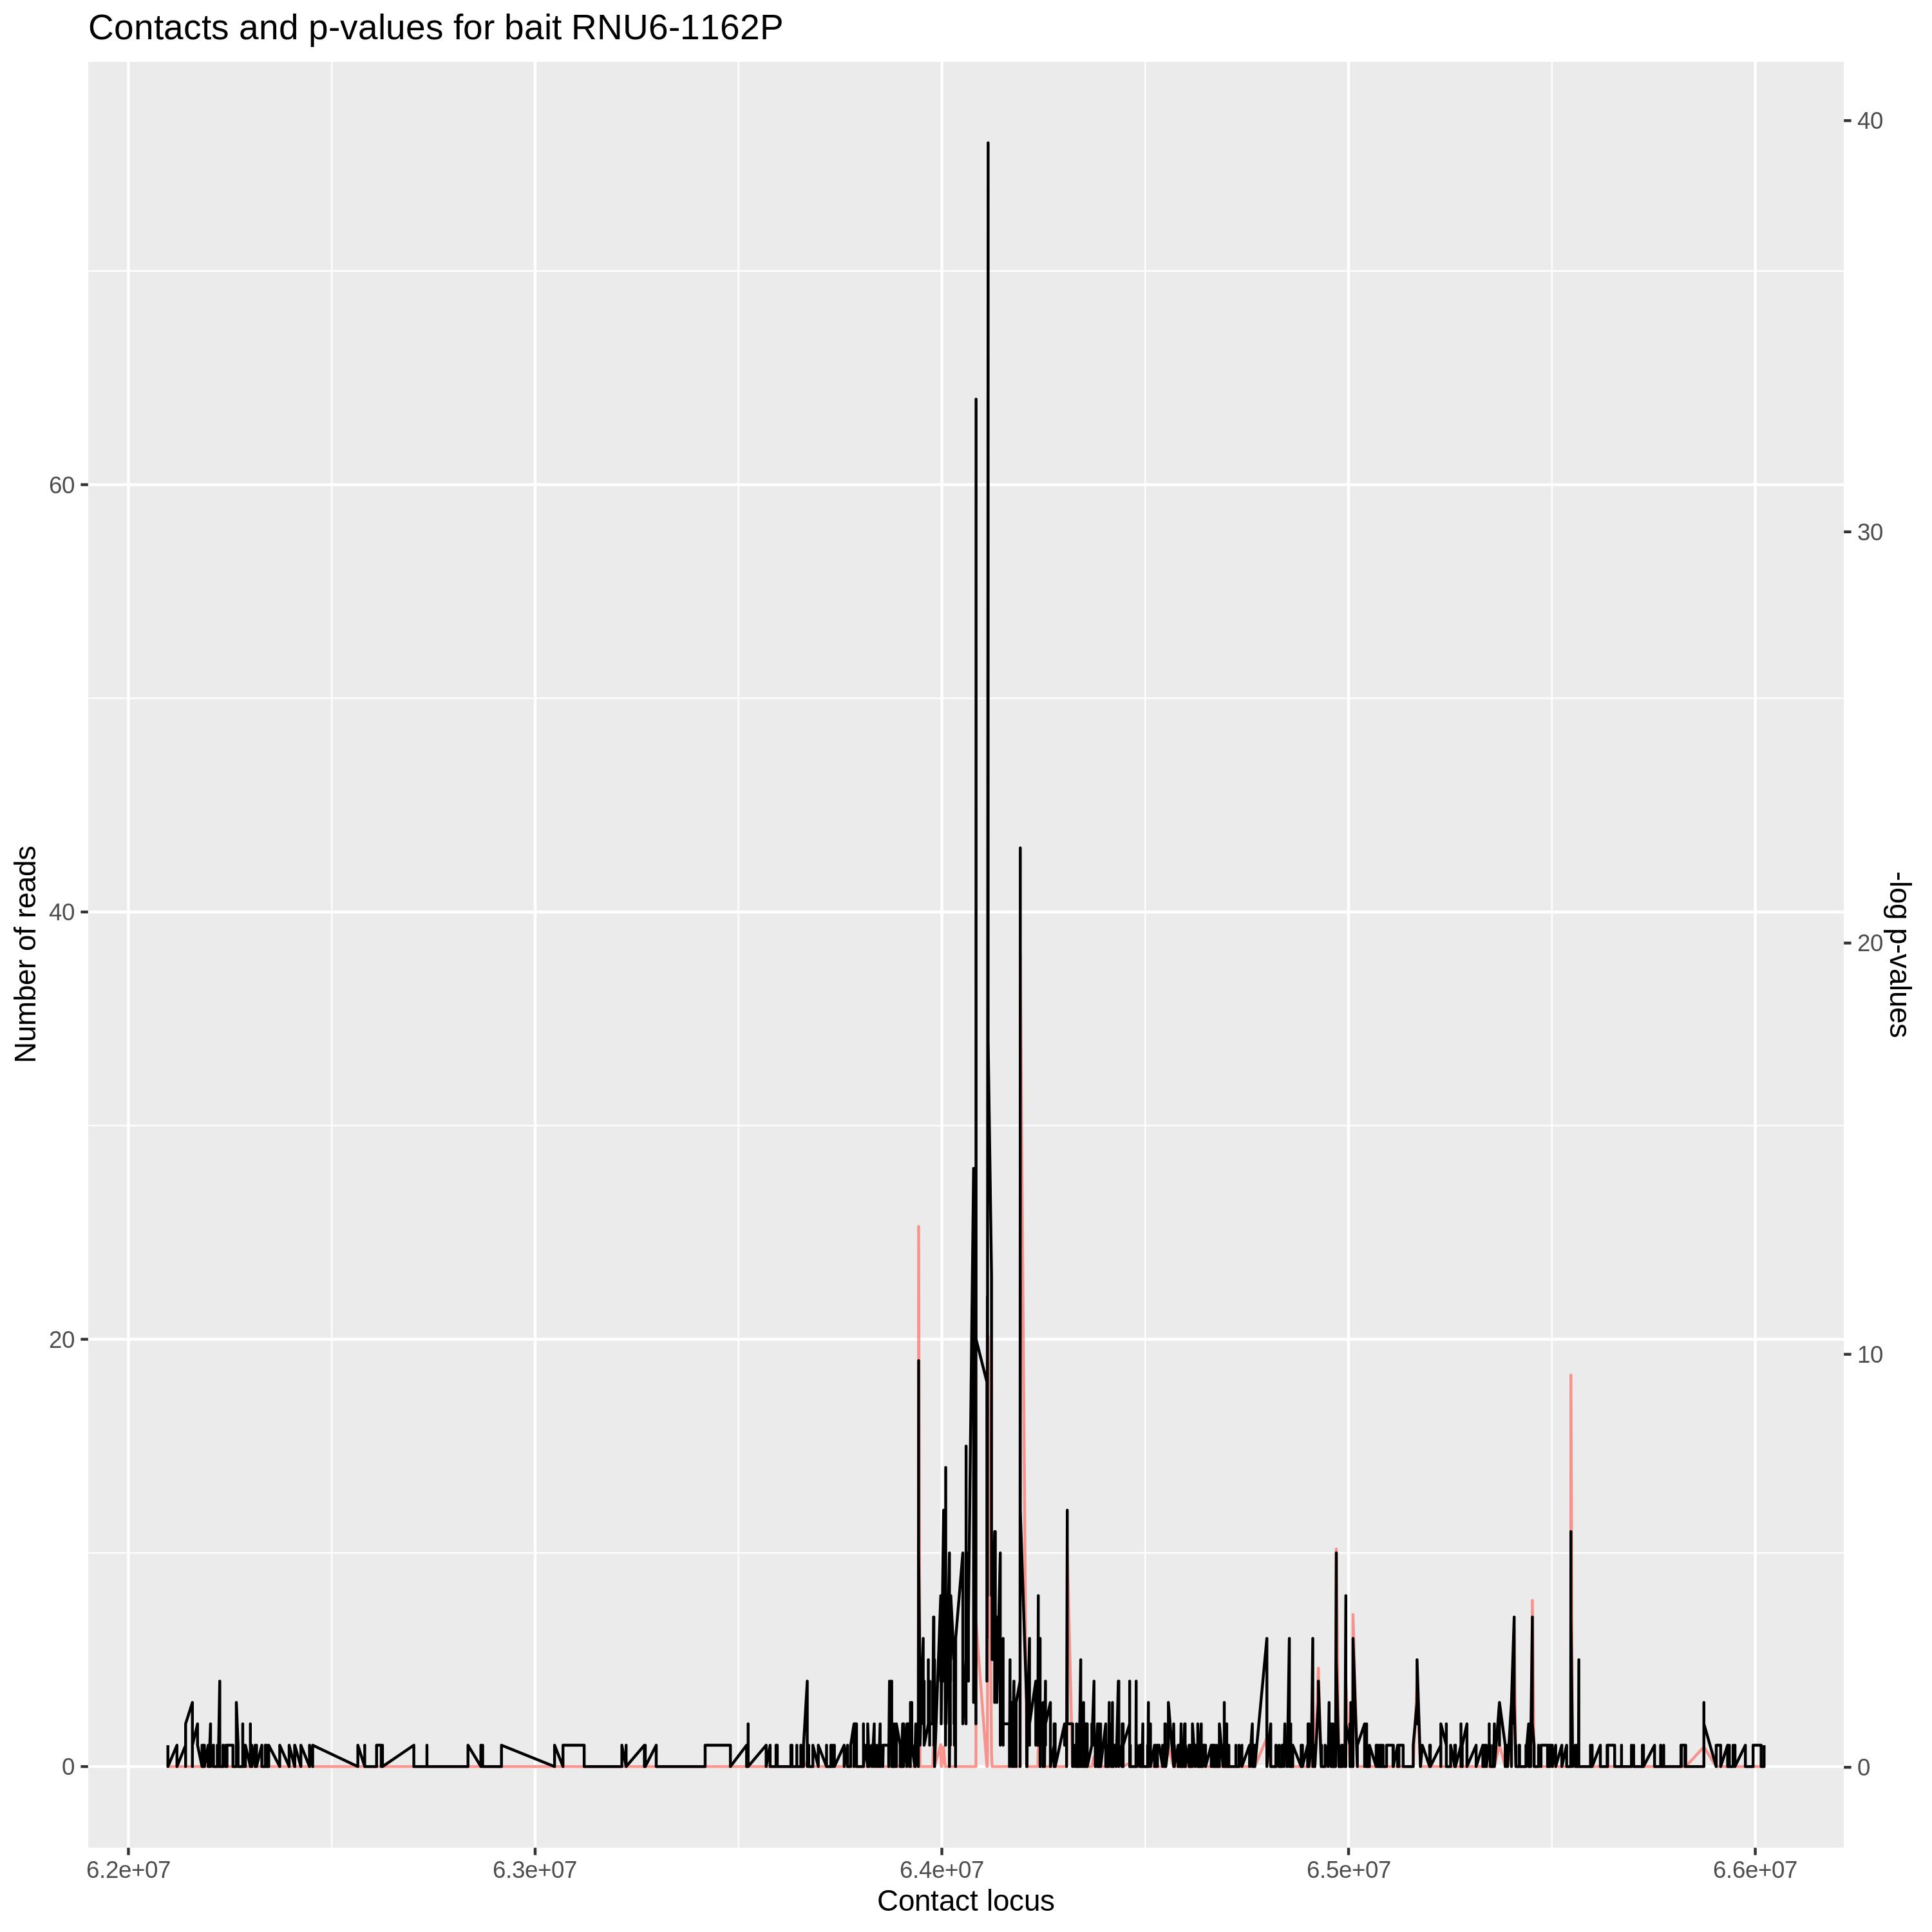 Contacts and p-values for bait RNU6-1162P
Number of reads
60
40
20
0
40
30
20
10
0
-log p-values
6.2e+07
6.3e+07
6.4e+07
6.5e+07
6.6e+07
Contact locus